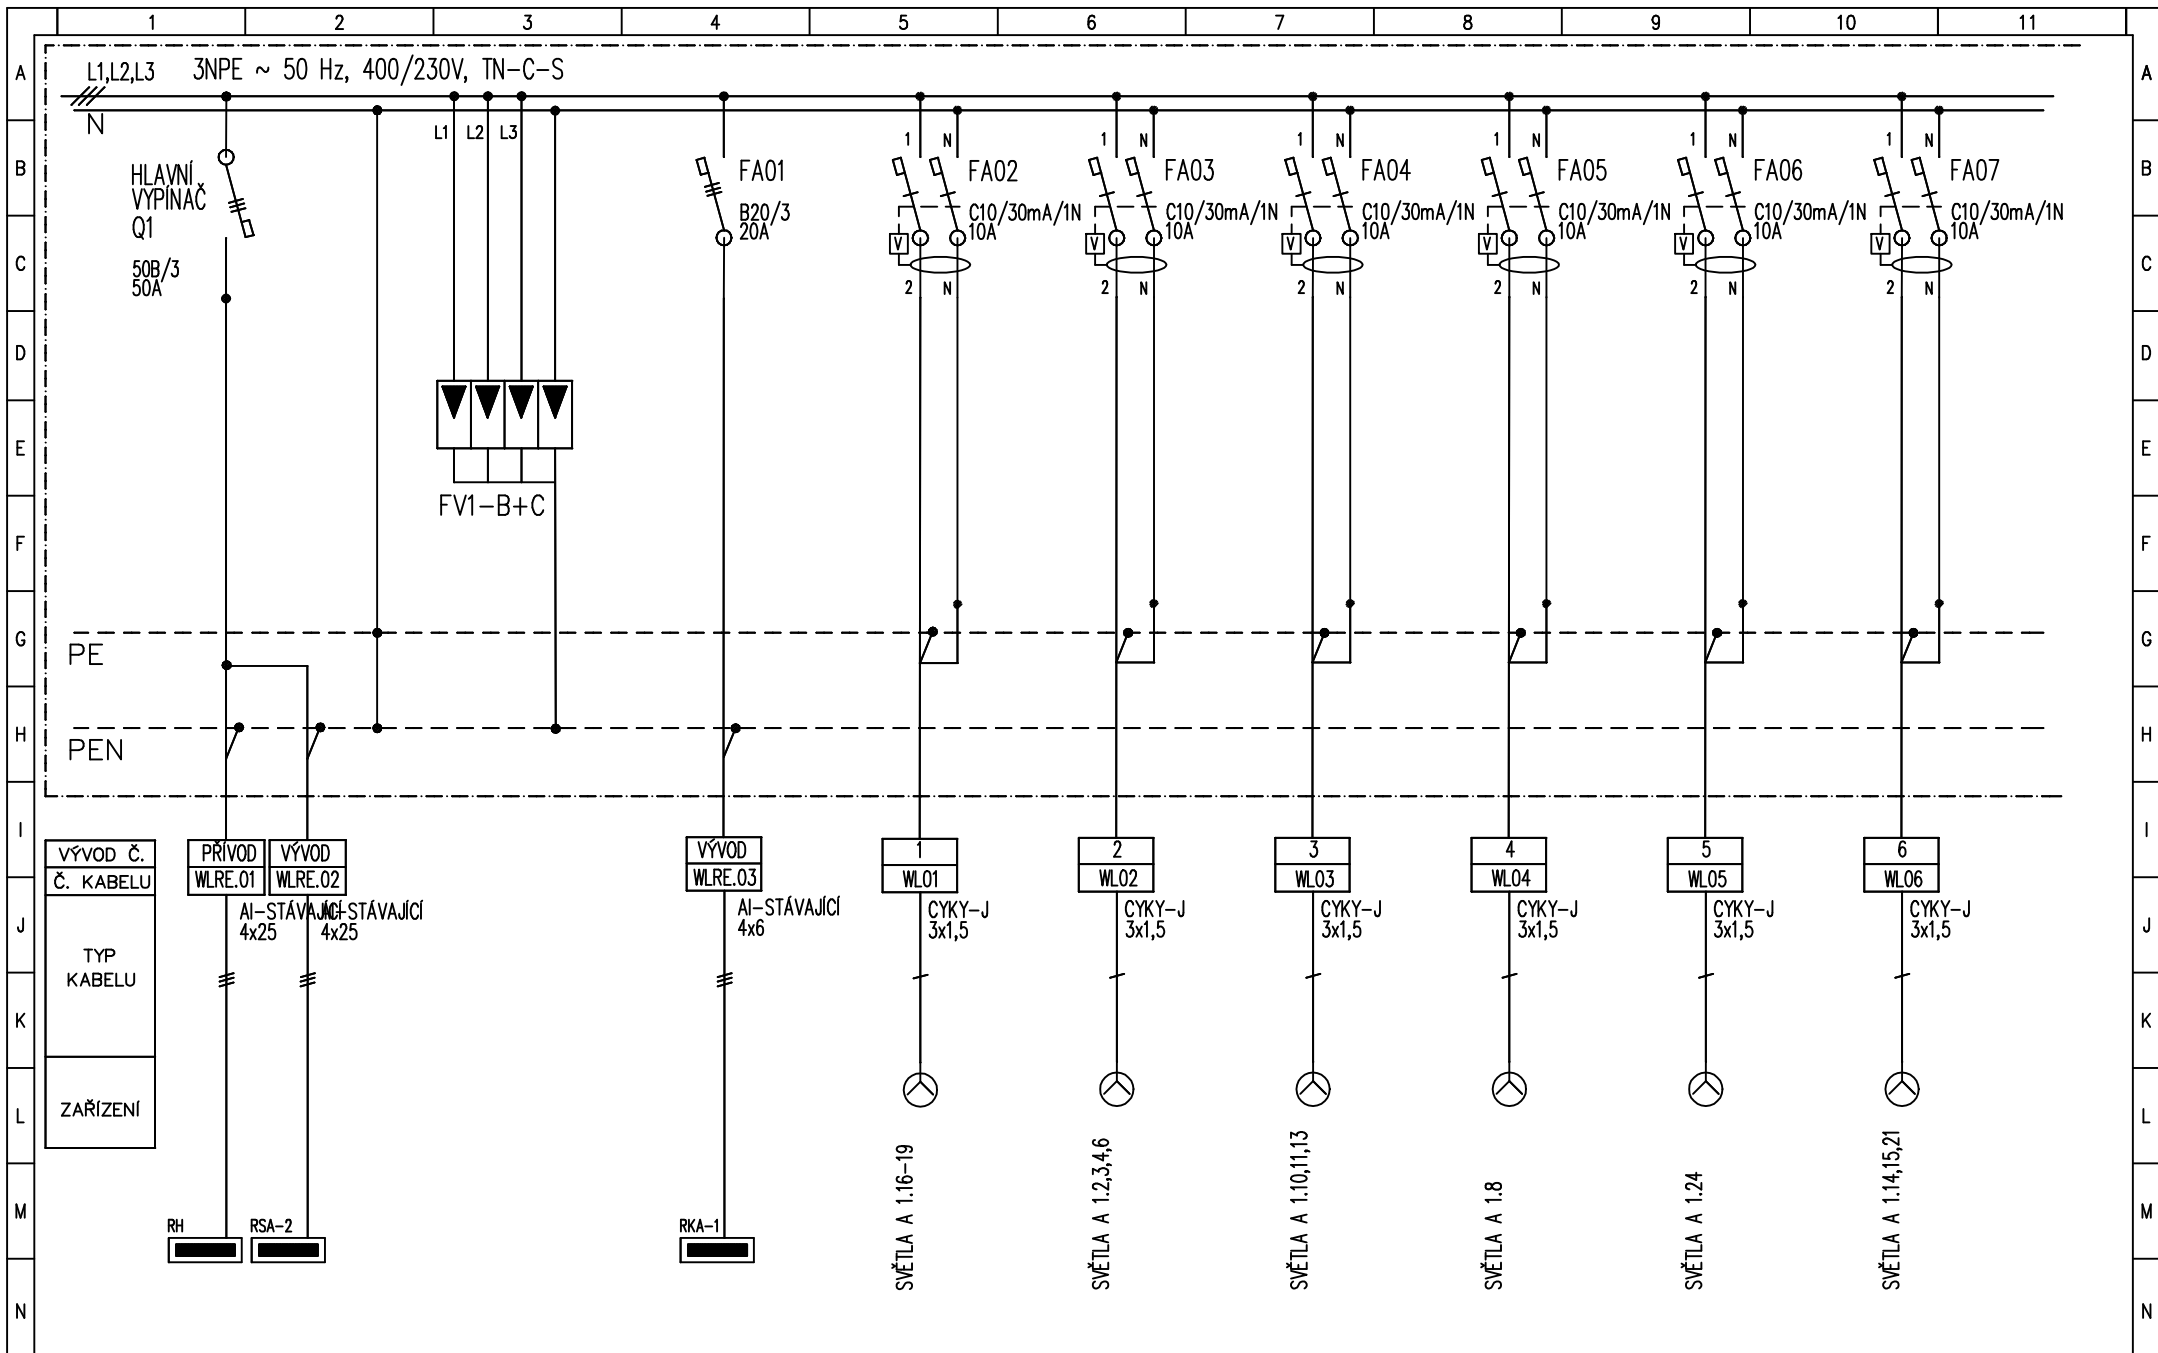 1 2 3 4 5 6 7 8 9 10 11
A A
L1,L2,L3 3NPE ~ 50 Hz, 400/230V, TN-C-S
N
L1 L2 L3
1 N 1 N 1 N 1 N 1 N 1 N
B B
HLAVNÍ
VYPÍNAČ
Q1
50B/3
50A
FA01
B20/3
20A
FA02
C10/30mA/1N
10A
V
2 N
FA03
C10/30mA/1N
10A
V
2 N
FA04
C10/30mA/1N
10A
V
2 N
FA05
C10/30mA/1N
10A
V
2 N
FA06
C10/30mA/1N
10A
V
2 N
FA07
C10/30mA/1N
10A
V
2 N
C C
D D
E E
FV1-B+C
F F
G G
PE
H H
PEN
I I
VÝVOD Č.
Č. KABELU
TYP
KABELU
ZAŘÍZENÍ
PŘÍVOD
WLRE.01
AI-STÁVAJÍCÍ
4x25
VÝVOD
WLRE.02
AI-STÁVAJÍCÍ
4x25
VÝVOD
WLRE.03
AI-STÁVAJÍCÍ
4x6
1
WL01
CYKY-J
3x1,5
2
WL02
CYKY-J
3x1,5
3
WL03
CYKY-J
3x1,5
4
WL04
CYKY-J
3x1,5
5
WL05
CYKY-J
3x1,5
6
WL06
CYKY-J
3x1,5
J J
K K
L L
M M
RH
RSA-2
RKA-1
SVĚTLA A 1.16-19
SVĚTLA A 1.2,3,4,6
SVĚTLA A 1.10,11,13
SVĚTLA A 1.8
SVĚTLA A 1.24
SVĚTLA A 1.14,15,21
N N